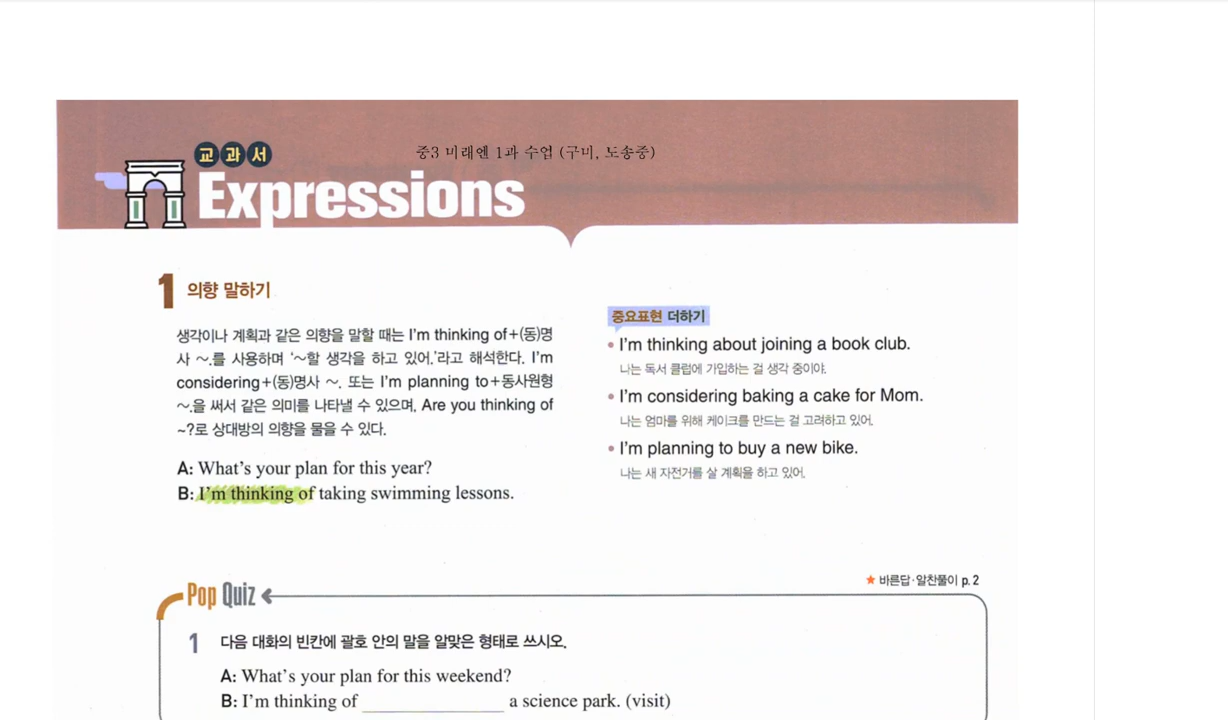 중3 미래엔 1과 수업 (구미, 도송중)
교과서
Expressions
1 의향 말하기
생각이나 계획과 같은 의향을 말할 때는 I'm thinking of+(동)명
사 ～.를 사용하며 '～할 생각을 하고 있어.'라고 해석한다. I'm
considering+(동)명사 ～. 또는 I'm planning to+동사원형
～.을 써서 같은 의미를 나타낼 수 있으며, Are you thinking of
~?로 상대방의 의향을 물을 수 있다.
A: What's your plan for this year?
B: I'm thinking of taking swimming lessons.
중요표현 더하기
• I'm thinking about joining a book club.
나는 독서 클럽에 가입하는 걸 생각 중이야.
• I'm considering baking a cake for Mom.
나는 엄마를 위해 케이크를 만드는 걸 고려하고 있어.
• I'm planning to buy a new bike.
나는 새 자전거를 살 계획을 하고 있어.
★ 바른답·알찬풀이 p. 2
Pop Quiz
1 다음 대화의 빈칸에 괄호 안의 말을 알맞은 형태로 쓰시오.
A: What's your plan for this weekend?
B: I'm thinking of ______________ a science park. (visit)